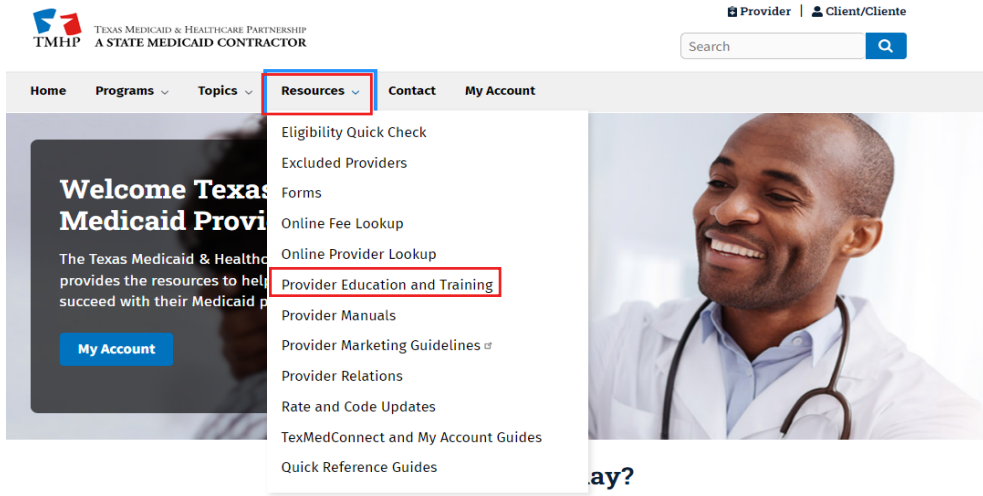 Provider | Client/Cliente
TMHP
TEXAS MEDICAID & HEALTHCARE PARTNERSHIP
A STATE MEDICAID CONTRACTOR
Search
Home Programs Topics Resources Contact My Account
Eligibility Quick Check
Excluded Providers
Forms
Online Fee Lookup
Online Provider Lookup
Provider Education and Training
Provider Manuals
Provider Marketing Guidelines
Provider Relations
Rate and Code Updates
TexMedConnect and My Account Guides
Quick Reference Guides
Welcome Texas
Medicaid Provi
The Texas Medicaid & Healthc
provides the resources to help
succeed with their Medicaid p
My Account
ay?